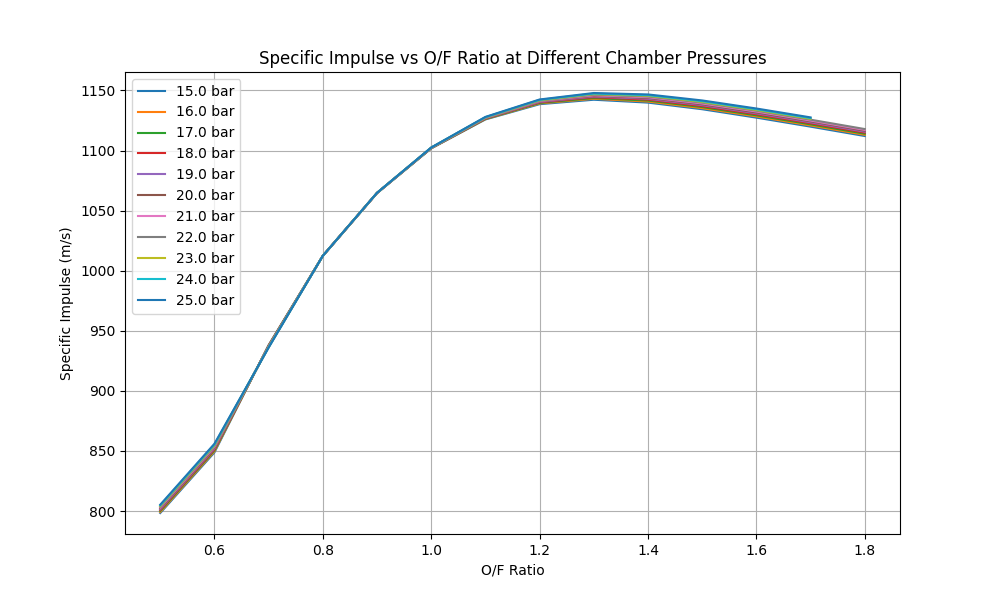 Specific Impulse vs O/F Ratio at Different Chamber Pressures
15.0 bar
16.0 bar
17.0 bar
18.0 bar
19.0 bar
20.0 bar
21.0 bar
22.0 bar
23.0 bar
24.0 bar
25.0 bar
Specific Impulse (m/s)
1150
1100
1050
1000
950
900
850
800
0.6 0.8 1.0 1.2 1.4 1.6 1.8
O/F Ratio